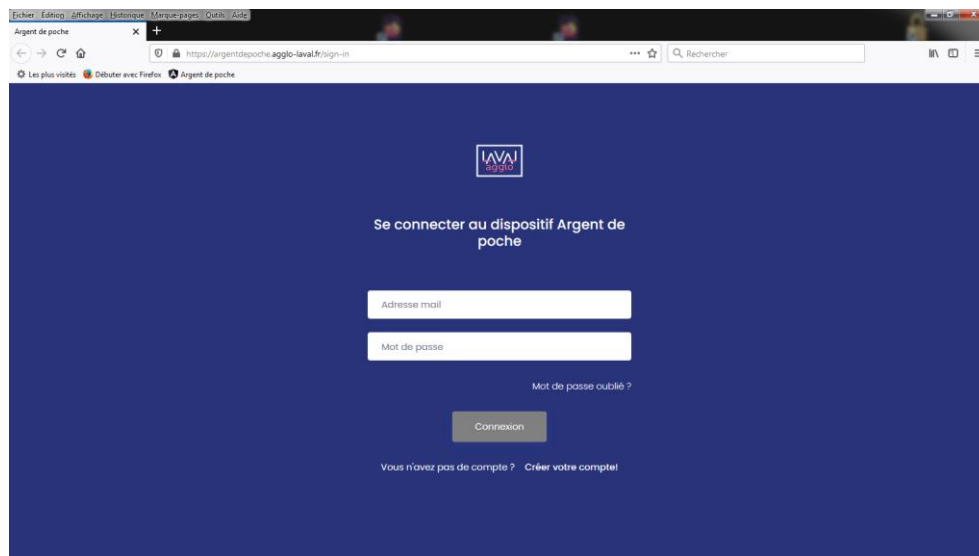 Fichier Édition Affichage Historique Marque-pages Outils Aide
Argent de poche
https://argentdepoche.agglo-laval.fr/sign-in
Rechercher
Les plus visités Débuter avec Firefox Argent de poche
LAVAL
agglo
Se connecter au dispositif Argent de
poche
Adresse mail
Mot de passe
Mot de passe oublié ?
Connexion
Vous n'avez pas de compte ? Créer votre compte!